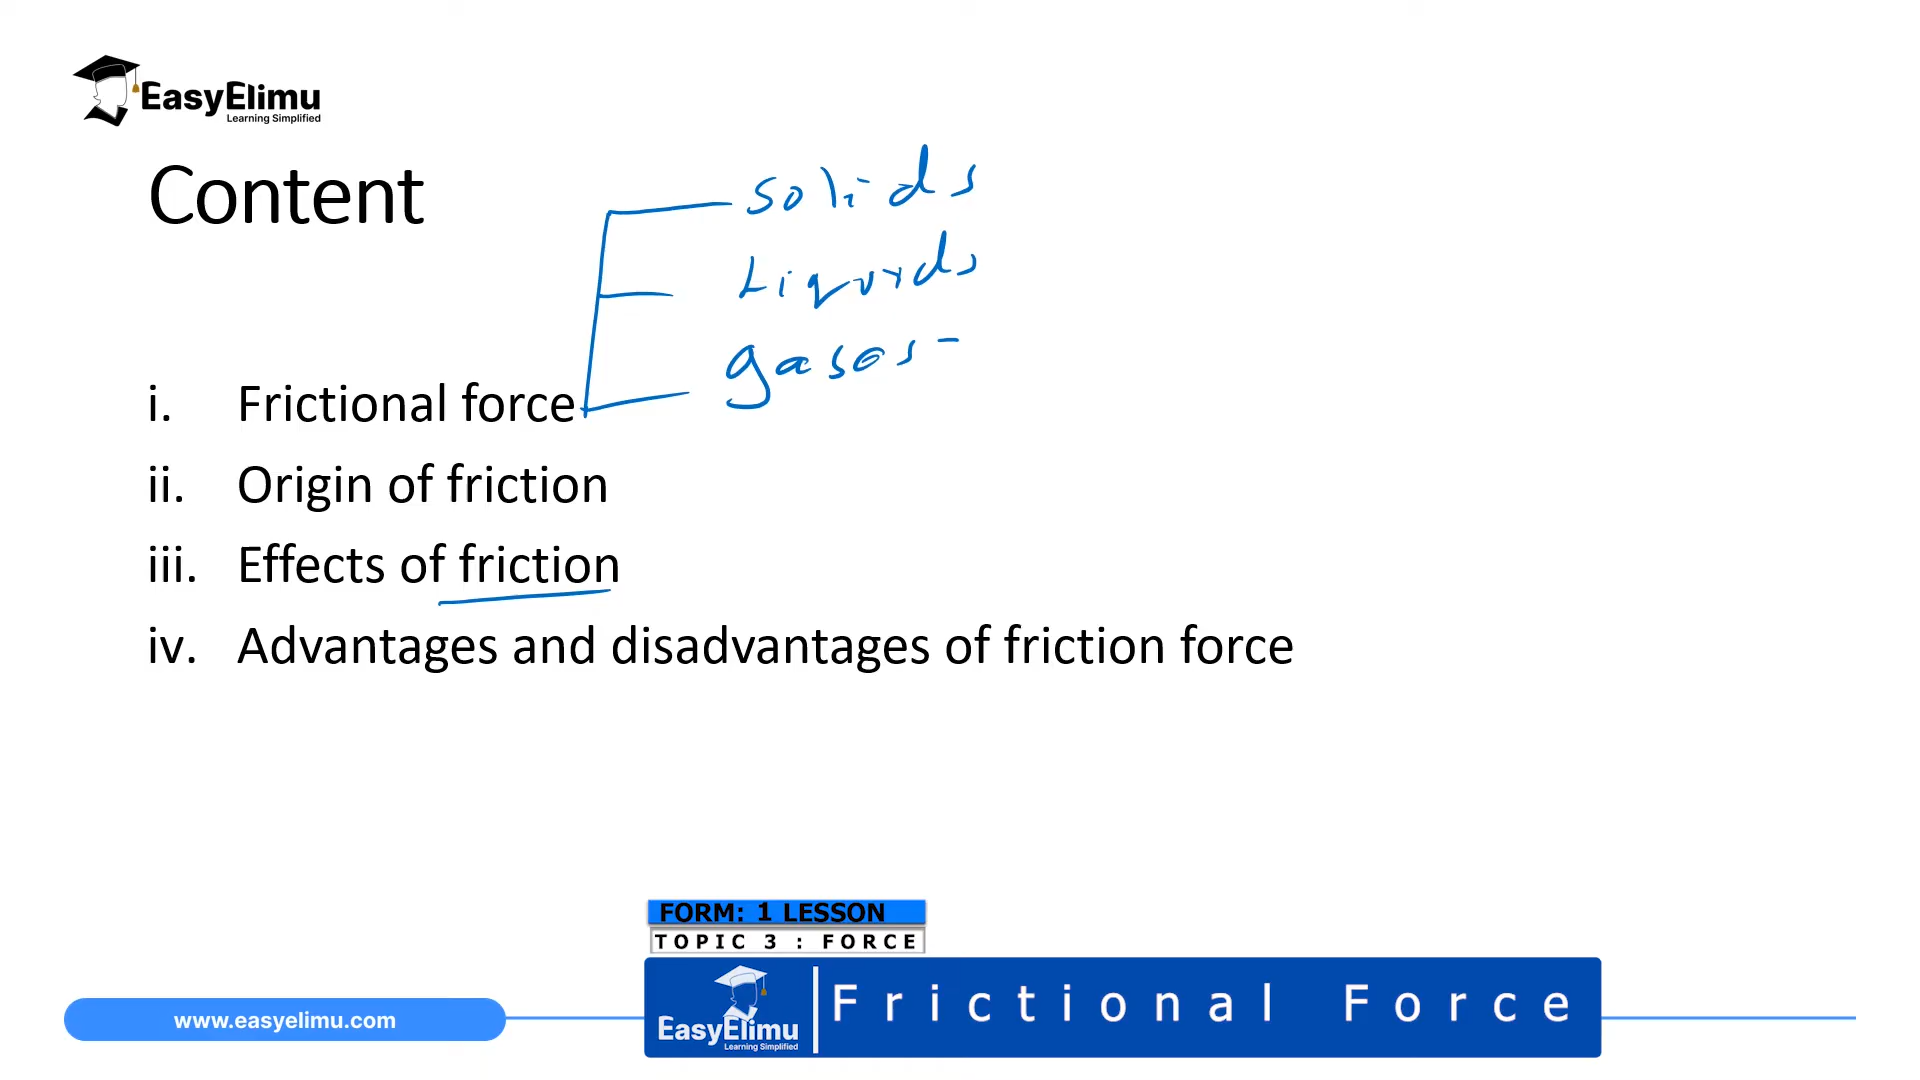 EasyElimu
Learning Simplified
Content
solids
Liquids
gases -
i. Frictional force
ii. Origin of friction
iii. Effects of friction
iv. Advantages and disadvantages of friction force
FORM: 1 LESSON
TOPIC 3 : FORCE
EasyElimu
Learning Simplified
Frictional Force
www.easyelimu.com